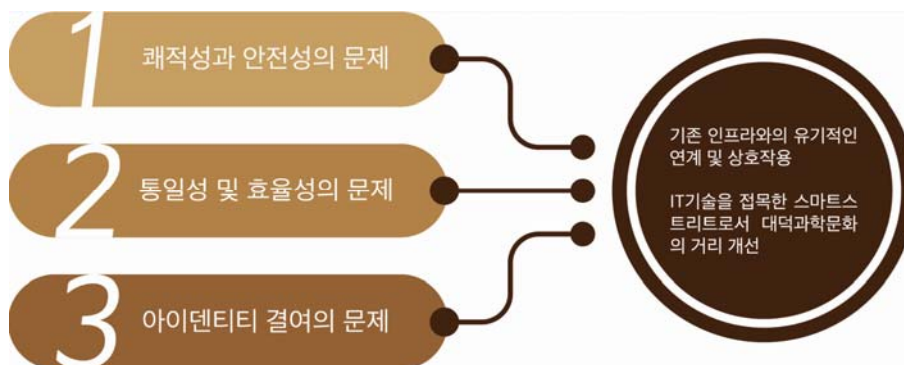 1
쾌적성과 안전성의 문제
2
통일성 및 효율성의 문제
3
아이덴티티 결여의 문제
기존 인프라와의 유기적인
연계 및 상호작용
IT기술을 접목한 스마트스
트리트로서 대덕과학문화
의 거리 개선